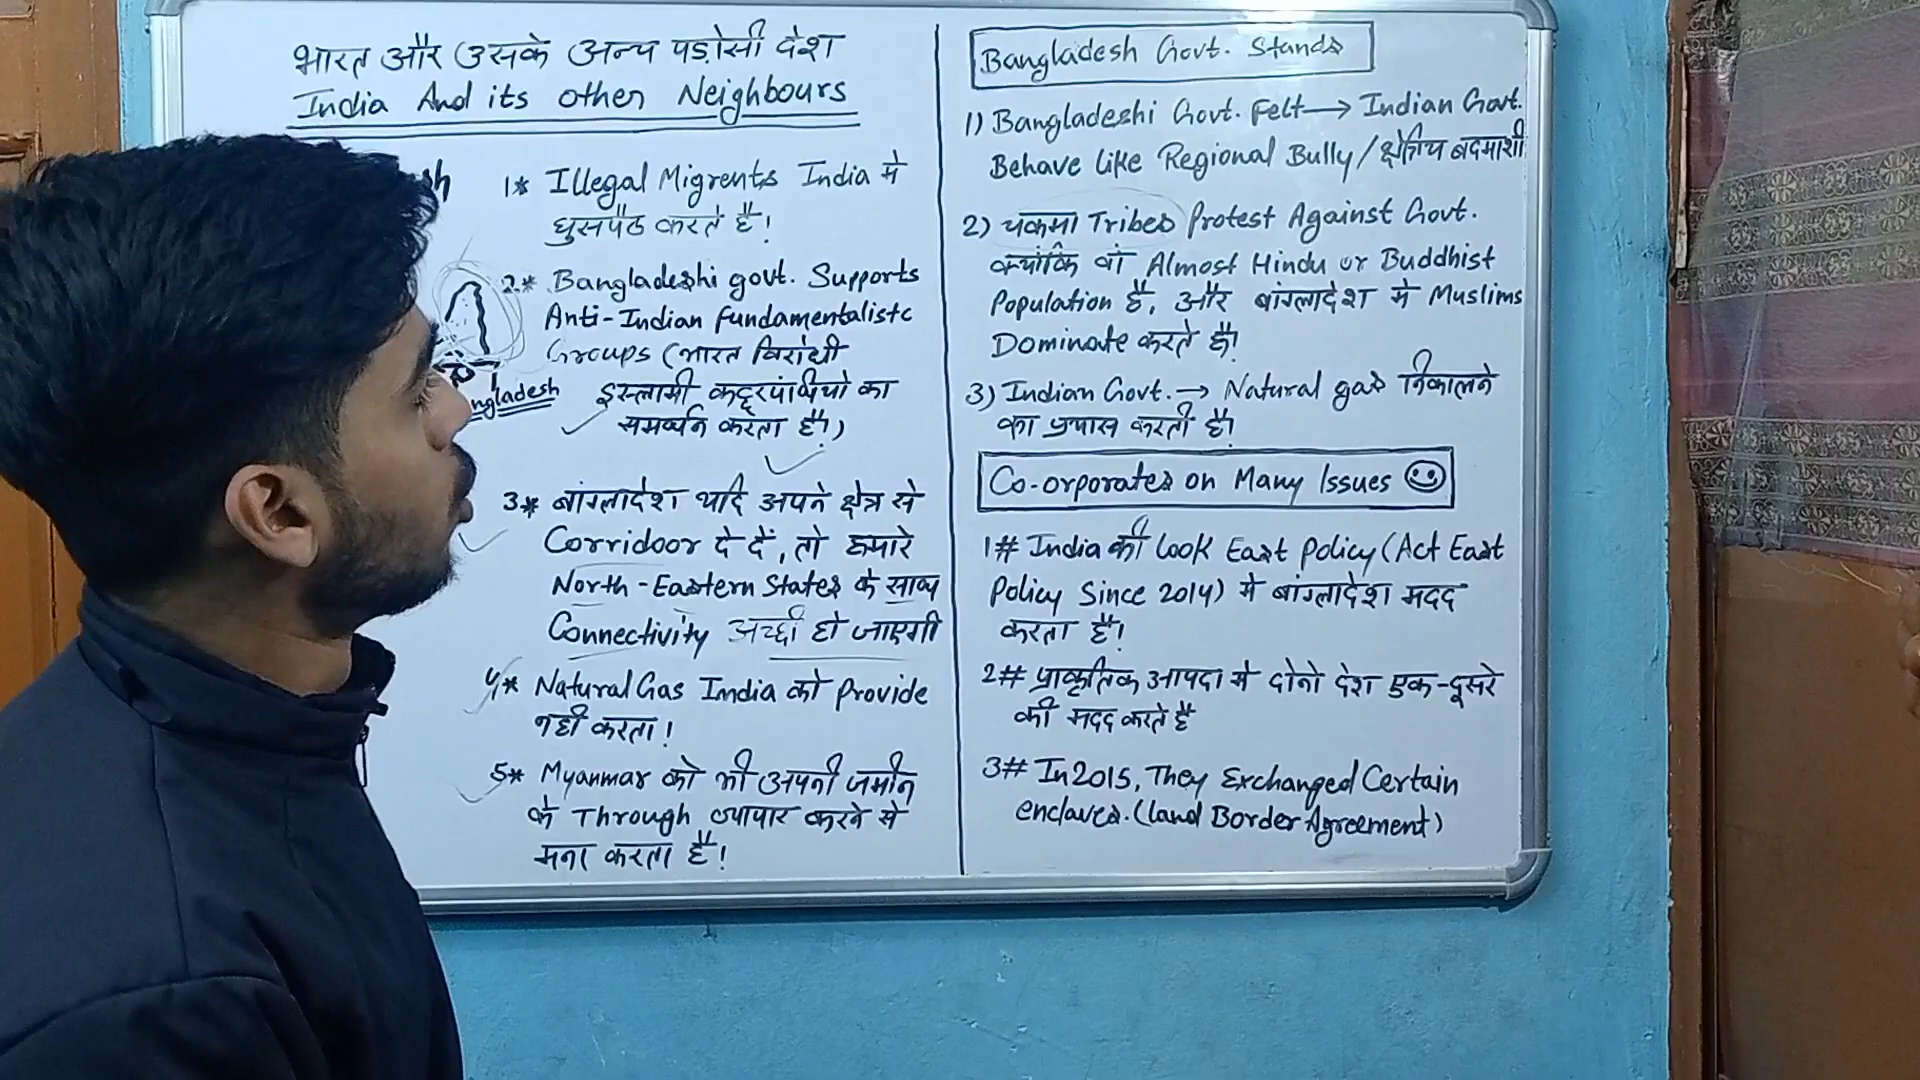 भारत और उसके अन्य पड़ोसी देश
India And its other Neighbours
1* Illegal Migrents India मे
घुसपैठ करते है!
2* Bangladeshi govt. Supports
Anti-Indian fundamentalistc
Groups (भारत विरोधी
इस्लामी कट्टरपंथियो का
समर्थन करता है!)
3* बांग्लादेश यदि अपने क्षेत्र से
Corridoor दे दें, तो हमारे
North-Eastern States के साथ
Connectivity अच्छी हो जाएगी
4* Natural Gas India को Provide
नहीं करता!
5* Myanmar को भी अपनी जमीन
के Through व्यापार करने से
मना करता है!
Bangladesh Govt. Stands
1) Bangladeshi Govt. Felt → Indian Govt.
Behave like Regional Bully/क्षेत्रिय बदमाशी
2) चकमा Tribes Protest Against Govt.
क्योंकि वो Almost Hindu or Buddhist
Population है, और बांग्लादेश मे Muslims
Dominate करते है!
3) Indian Govt. → Natural gas निकालने
का प्रयास करती है!
Co-orporates on Many Issues
1# India की Look East Policy (Act East
Policy Since 2014) मे बांग्लादेश मदद
करता है!
2# प्राकृतिक आपदा मे दोनो देश एक-दूसरे
की मदद करते है
3# In 2015, They Exchanged Certain
enclaves. (land Border Agreement)